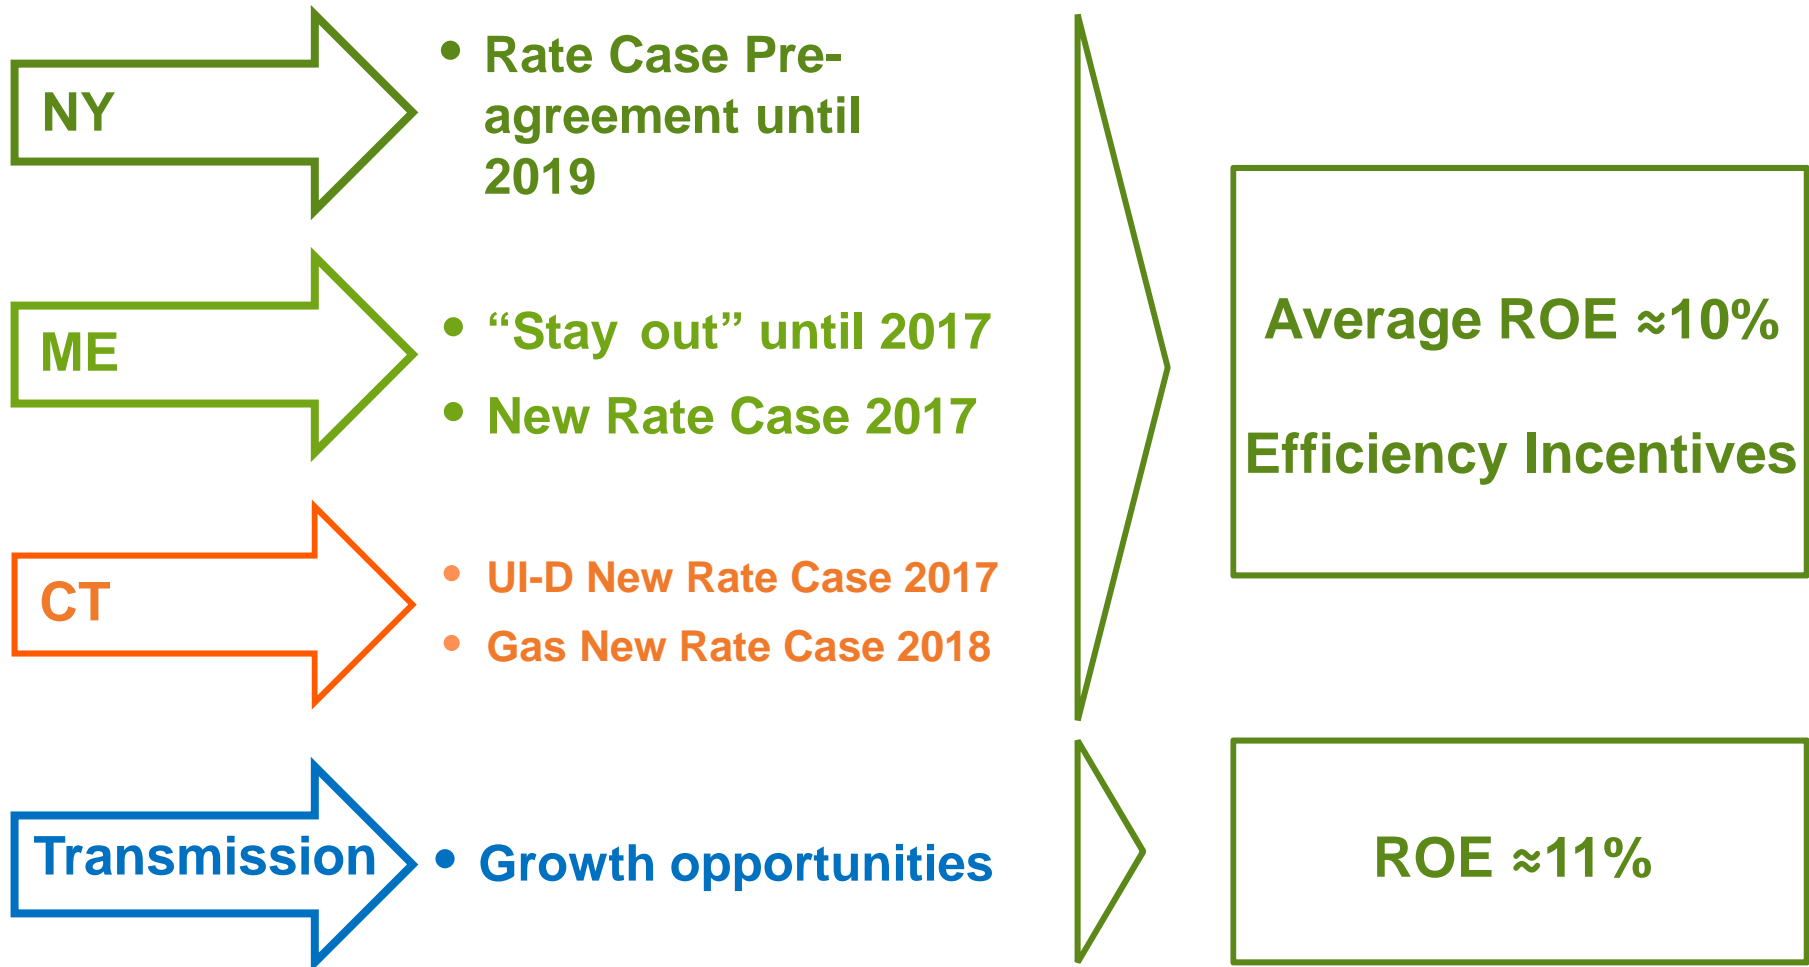 NY
• Rate Case Pre-
agreement until
2019
ME
• “Stay out” until 2017
• New Rate Case 2017
CT
• UI-D New Rate Case 2017
• Gas New Rate Case 2018
Average ROE ≈10%
Efficiency Incentives
Transmission
• Growth opportunities
ROE ≈11%